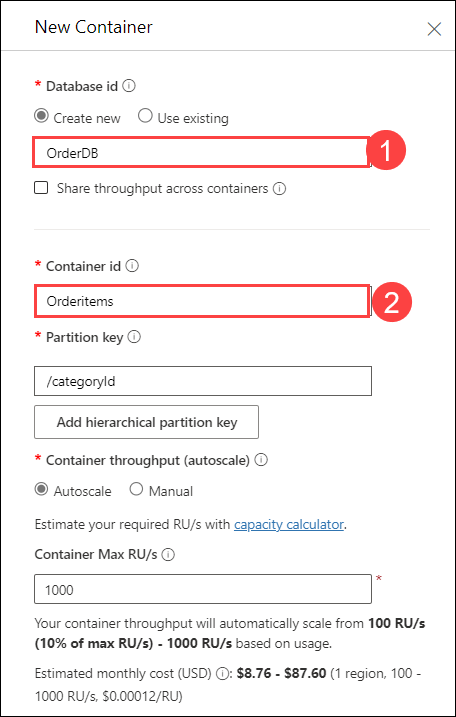 New Container
* Database id
Create new Use existing
OrderDB
1
Share throughput across containers
* Container id
Orderitems
2
* Partition key
/categoryId
Add hierarchical partition key
* Container throughput (autoscale)
Autoscale Manual
Estimate your required RU/s with capacity calculator.
Container Max RU/s
1000
*
Your container throughput will automatically scale from 100 RU/s
(10% of max RU/s) - 1000 RU/s based on usage.
Estimated monthly cost (USD) : $8.76 - $87.60 (1 region, 100 -
1000 RU/s, $0.00012/RU)